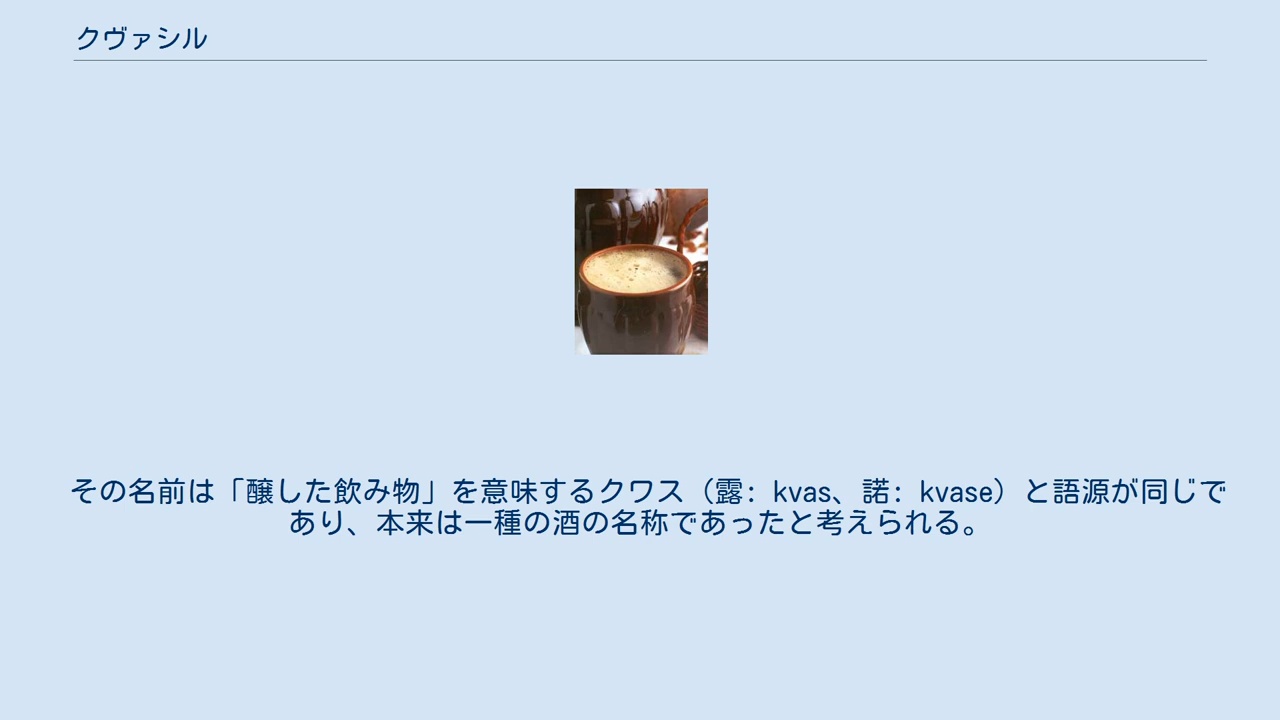 クヴァシル
その名前は「醸した飲み物」を意味するクワス（露: kvas、諾: kvase）と語源が同じで
あり、本来は一種の酒の名称であったと考えられる。